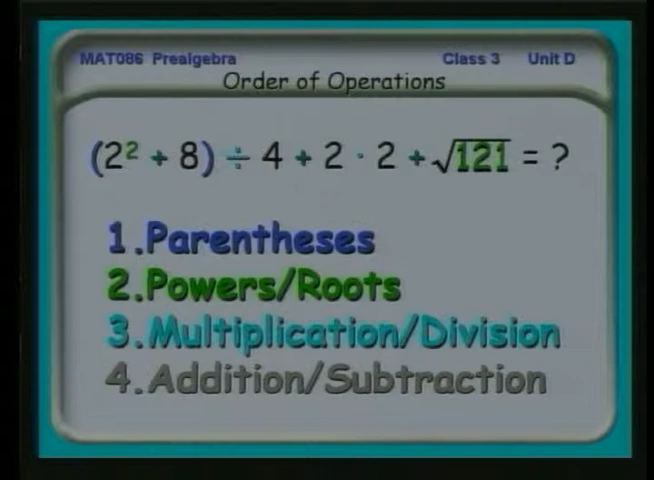 MAT086 Prealgebra Class 3 Unit D
Order of Operations
(2² + 8) ÷ 4 + 2 · 2 + √121 = ?
1.Parentheses
2.Powers/Roots
3.Multiplication/Division
4.Addition/Subtraction